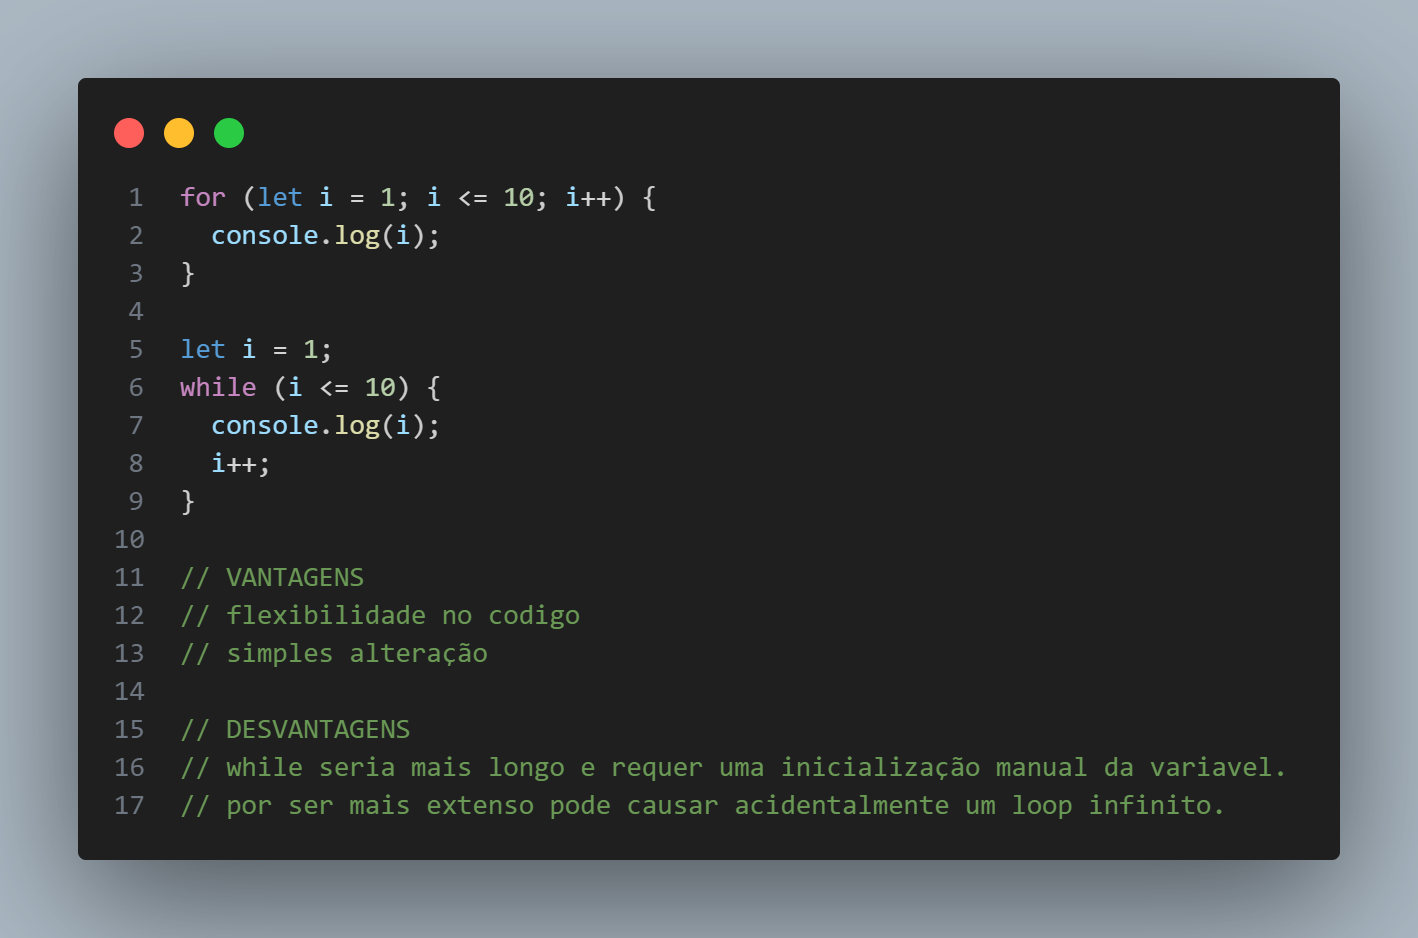 1 for (let i = 1; i <= 10; i++) {
2   console.log(i);
3 }
4
5 let i = 1;
6 while (i <= 10) {
7   console.log(i);
8   i++;
9 }
10
11 // VANTAGENS
12 // flexibilidade no codigo
13 // simples alteração
14
15 // DESVANTAGENS
16 // while seria mais longo e requer uma inicialização manual da variavel.
17 // por ser mais extenso pode causar acidentalmente um loop infinito.